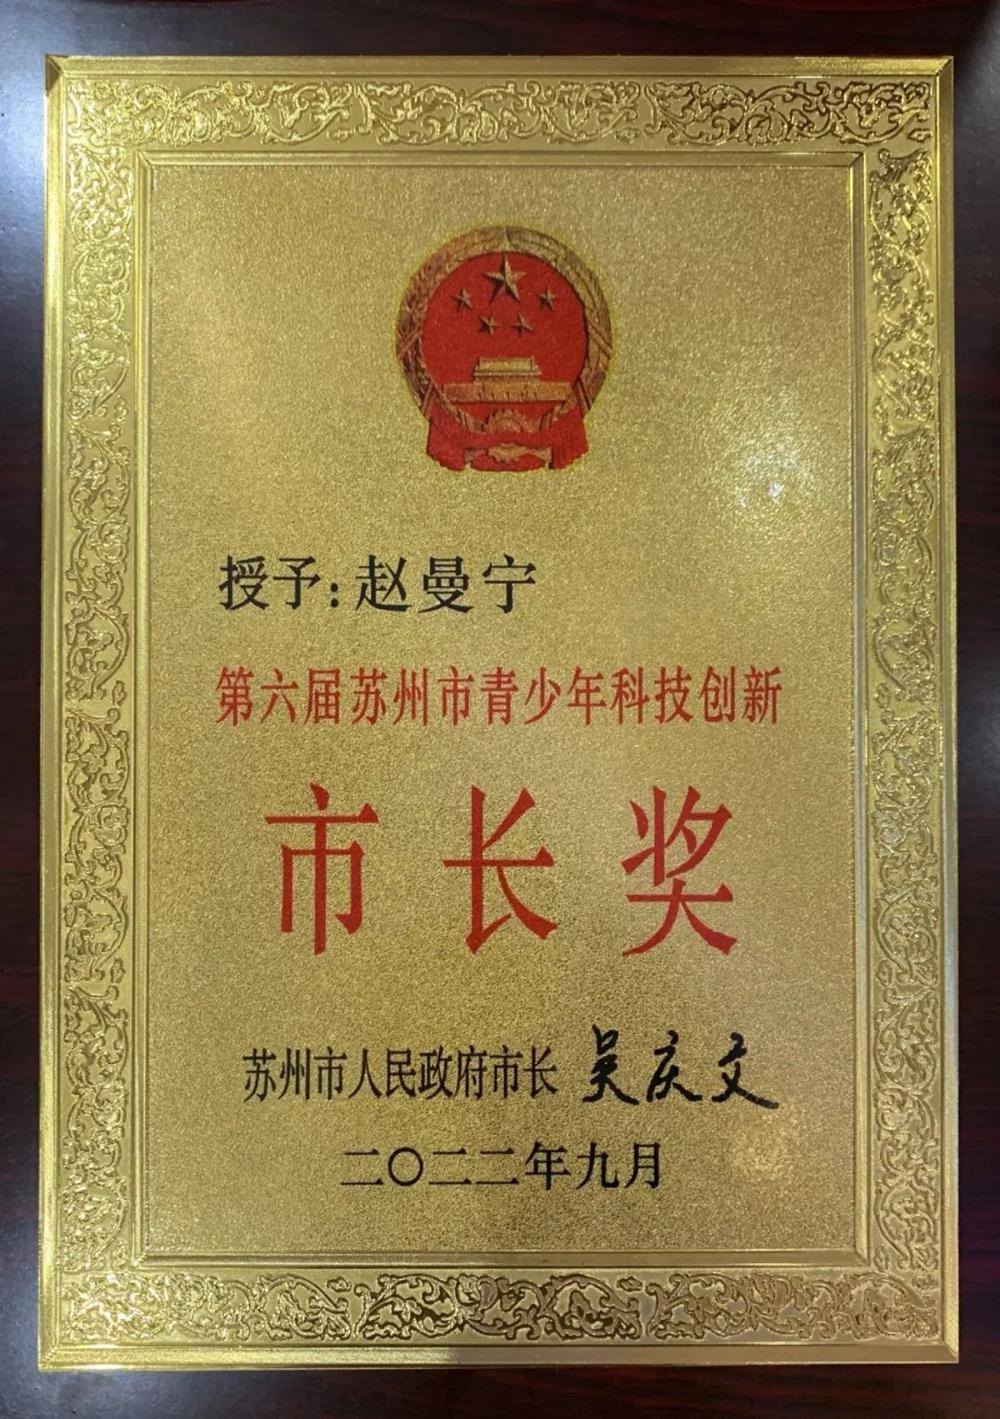 授予:赵曼宁
第六届苏州市青少年科技创新
市长奖
苏州市人民政府市长 吴庆文
二〇二二年九月